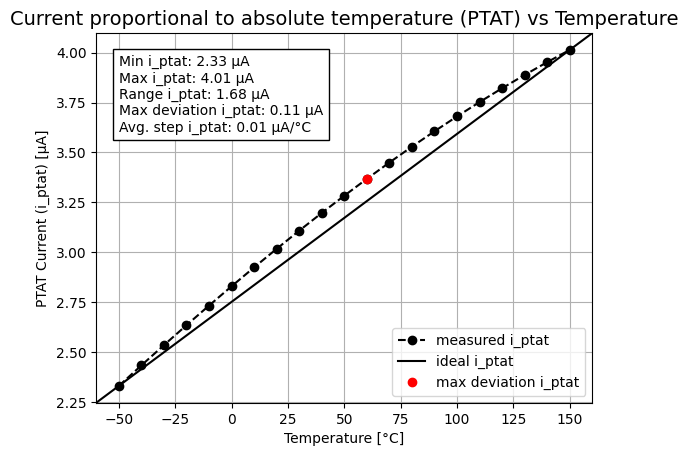 Current proportional to absolute temperature (PTAT) vs Temperature
4.00
3.75
3.50
3.25
3.00
2.75
2.50
2.25
PTAT Current (i_ptat) [µA]
Min i_ptat: 2.33 µA
Max i_ptat: 4.01 µA
Range i_ptat: 1.68 µA
Max deviation i_ptat: 0.11 µA
Avg. step i_ptat: 0.01 µA/°C
measured i_ptat
ideal i_ptat
max deviation i_ptat
−50 −25 0 25 50 75 100 125 150
Temperature [°C]